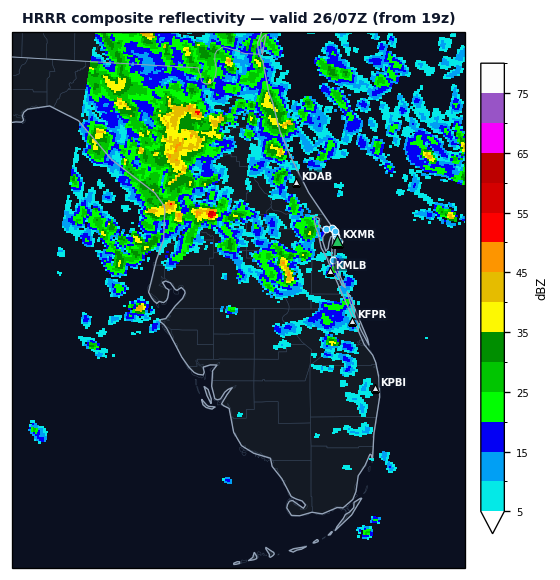 HRRR composite reflectivity — valid 26/07Z (from 19z)
KDAB
KXMR
KMLB
KFPR
KPBI
75
65
55
45
35
25
15
5
dBZ